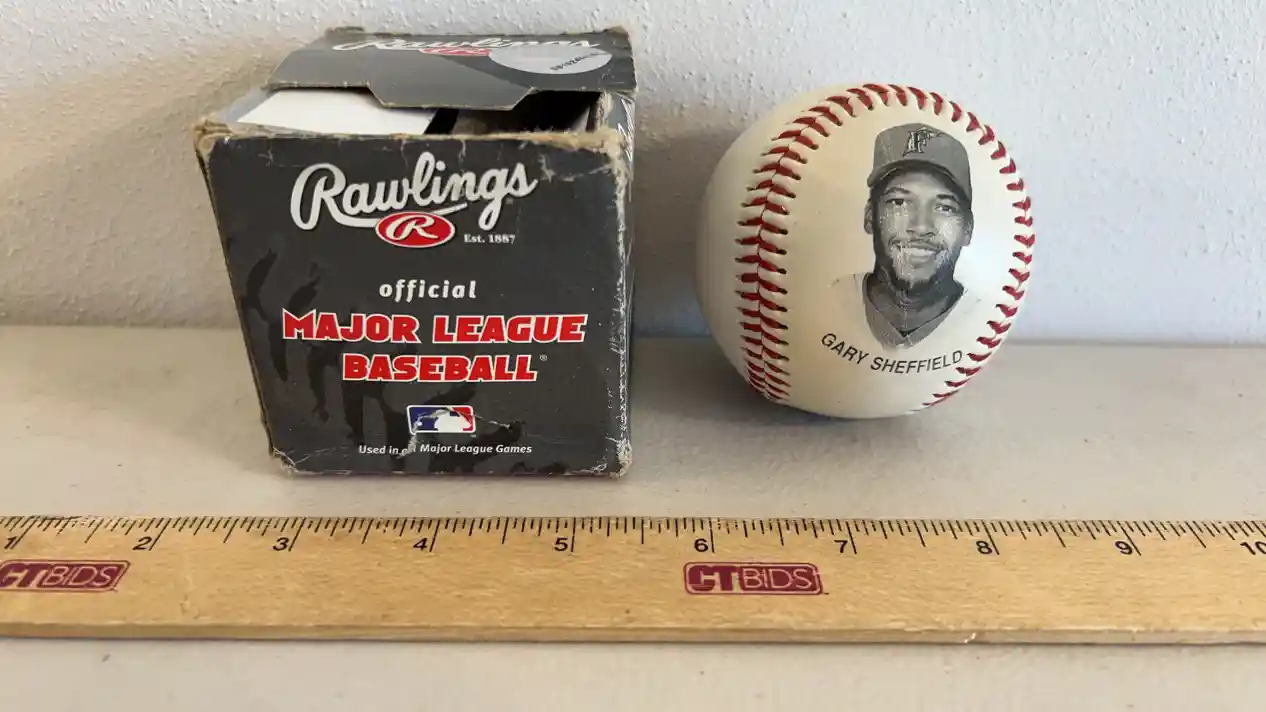 Rawlings
Rawlings
R
Est. 1887
official
MAJOR LEAGUE
BASEBALL®
Used in all Major League Games
GARY SHEFFIELD
1 2 3 4 5 6 7 8 9 10
CTBIDS
CTBIDS